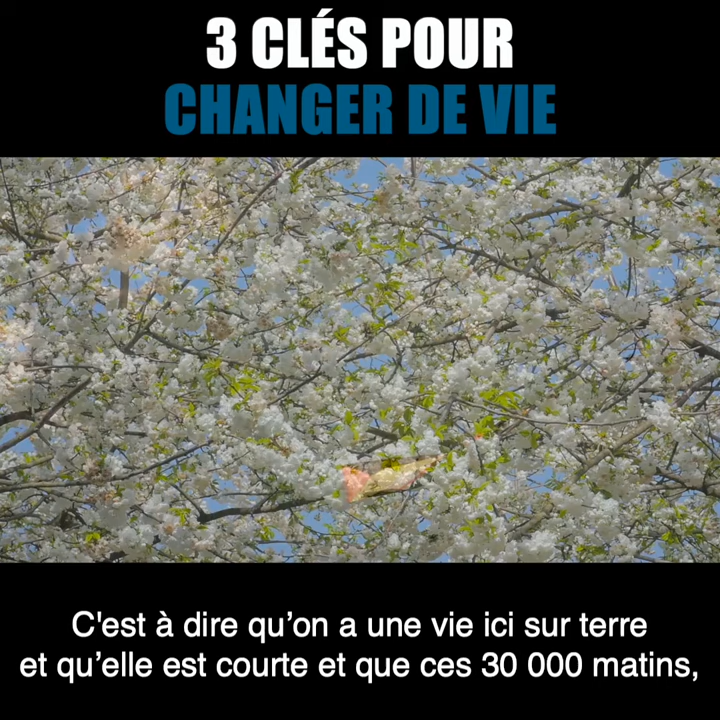 3 CLÉS POUR
CHANGER DE VIE
C'est à dire qu’on a une vie ici sur terre
et qu’elle est courte et que ces 30 000 matins,